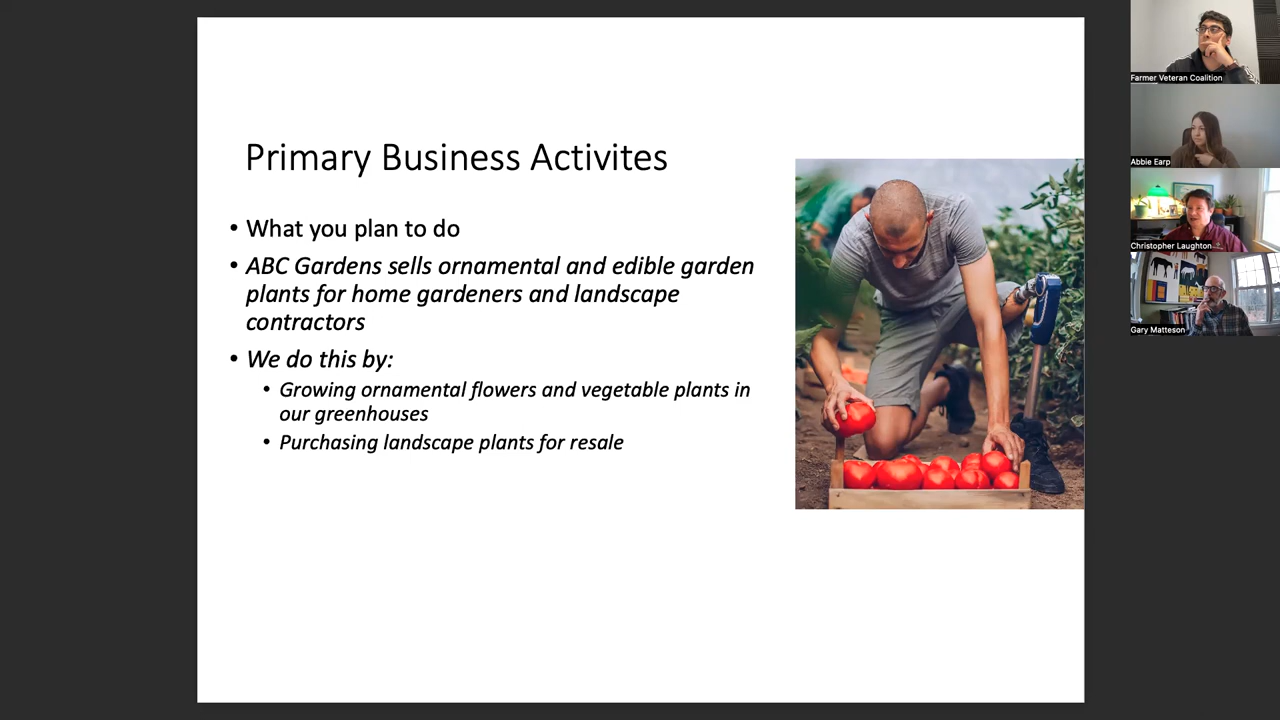 Primary Business Activites
• What you plan to do
• ABC Gardens sells ornamental and edible garden
plants for home gardeners and landscape
contractors
• We do this by:
• Growing ornamental flowers and vegetable plants in
our greenhouses
• Purchasing landscape plants for resale
Farmer Veteran Coalition
Abbie Earp
Christopher Laughton
Gary Matteson